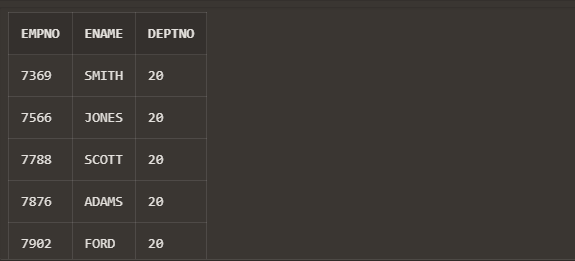 EMPNO ENAME DEPTNO
7369 SMITH 20
7566 JONES 20
7788 SCOTT 20
7876 ADAMS 20
7902 FORD 20